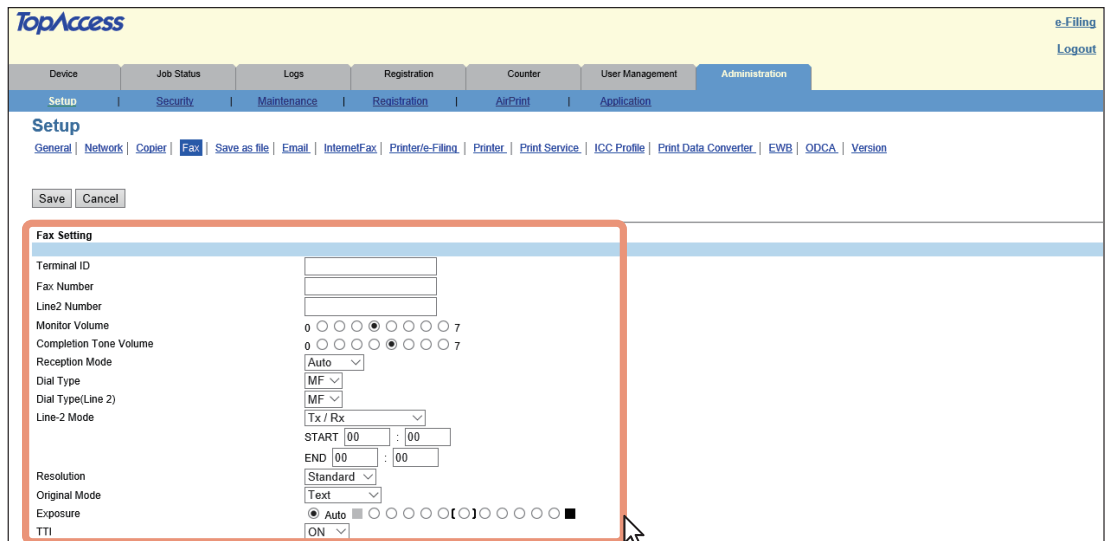 TopAccess
e-Filing
Logout
Device Job Status Logs Registration Counter User Management Administration
Setup | Security | Maintenance | Registration | AirPrint | Application
Setup
General | Network | Copier | Fax | Save as file | Email | InternetFax | Printer/e-Filing | Printer | Print Service | ICC Profile | Print Data Converter | EWB | ODCA | Version
Save Cancel
Fax Setting
Terminal ID
Fax Number
Line2 Number
Monitor Volume 0 7
Completion Tone Volume 0 7
Reception Mode Auto
Dial Type MF
Dial Type(Line 2) MF
Line-2 Mode Tx / Rx
START 00 : 00
END 00 : 00
Resolution Standard
Original Mode Text
Exposure Auto [ ]
TTI ON